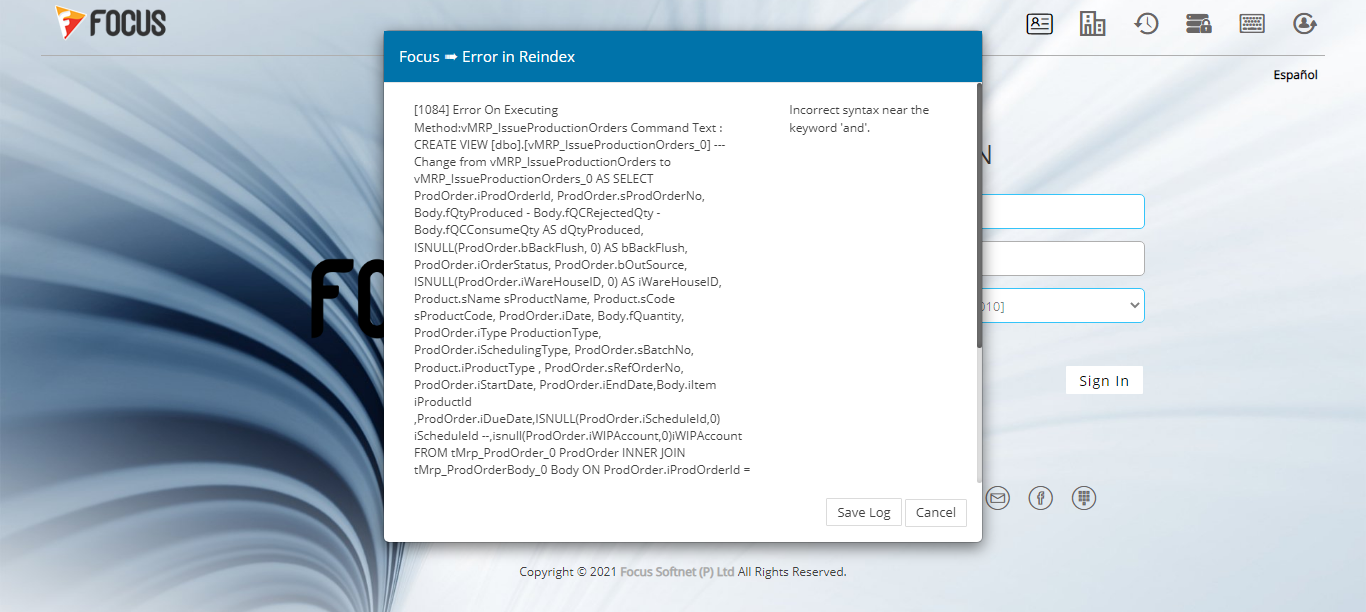 FOCUS
Español
Focus ➡ Error in Reindex
[1084] Error On Executing
Method:vMRP_IssueProductionOrders Command Text :
CREATE VIEW [dbo].[vMRP_IssueProductionOrders_0] ---
Change from vMRP_IssueProductionOrders to
vMRP_IssueProductionOrders_0 AS SELECT
ProdOrder.iProdOrderId, ProdOrder.sProdOrderNo,
Body.fQtyProduced - Body.fQCRejectedQty -
Body.fQCConsumeQty AS dQtyProduced,
ISNULL(ProdOrder.bBackFlush, 0) AS bBackFlush,
ProdOrder.iOrderStatus, ProdOrder.bOutSource,
ISNULL(ProdOrder.iWareHouseID, 0) AS iWareHouseID,
Product.sName sProductName, Product.sCode
sProductCode, ProdOrder.iDate, Body.fQuantity,
ProdOrder.iType ProductionType,
ProdOrder.iSchedulingType, ProdOrder.sBatchNo,
Product.iProductType , ProdOrder.sRefOrderNo,
ProdOrder.iStartDate, ProdOrder.iEndDate,Body.iItem
iProductId
,ProdOrder.iDueDate,ISNULL(ProdOrder.iScheduleId,0)
iScheduleId --,isnull(ProdOrder.iWIPAccount,0)iWIPAccount
FROM tMrp_ProdOrder_0 ProdOrder INNER JOIN
tMrp_ProdOrderBody_0 Body ON ProdOrder.iProdOrderId =
Incorrect syntax near the
keyword 'and'.
Save Log
Cancel
N
FO
010]
Sign In
Copyright © 2021 Focus Softnet (P) Ltd All Rights Reserved.